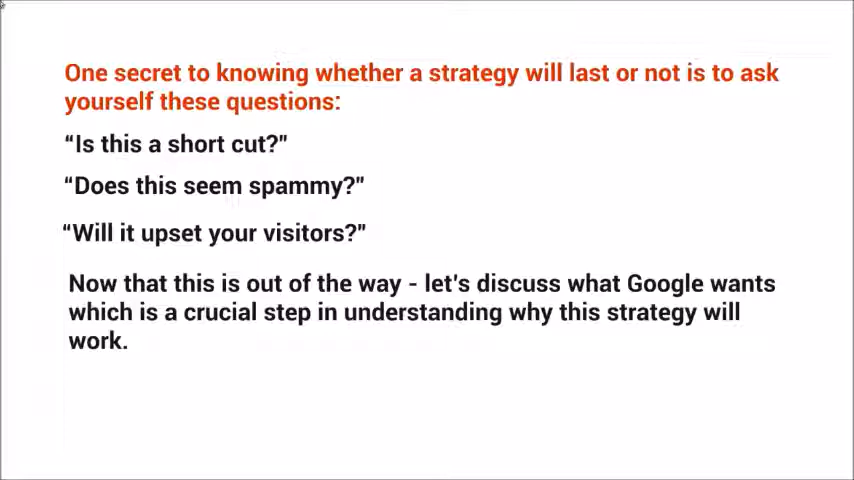 One secret to knowing whether a strategy will last or not is to ask
yourself these questions:
“Is this a short cut?”
“Does this seem spammy?”
“Will it upset your visitors?”
Now that this is out of the way - let's discuss what Google wants
which is a crucial step in understanding why this strategy will
work.